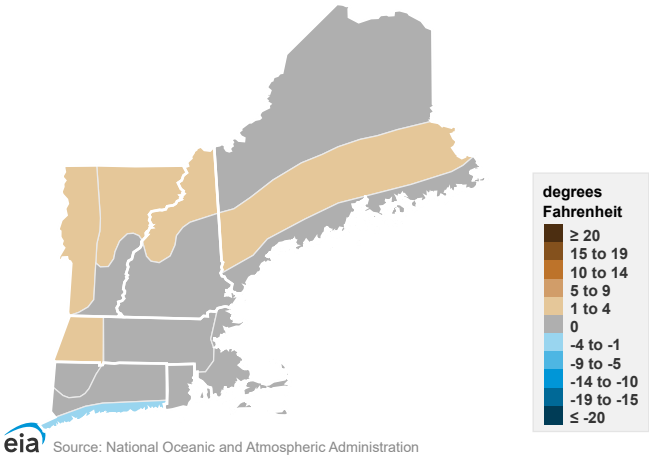 degrees
Fahrenheit
≥ 20
15 to 19
10 to 14
5 to 9
1 to 4
0
-4 to -1
-9 to -5
-14 to -10
-19 to -15
≤ -20
eia
Source: National Oceanic and Atmospheric Administration